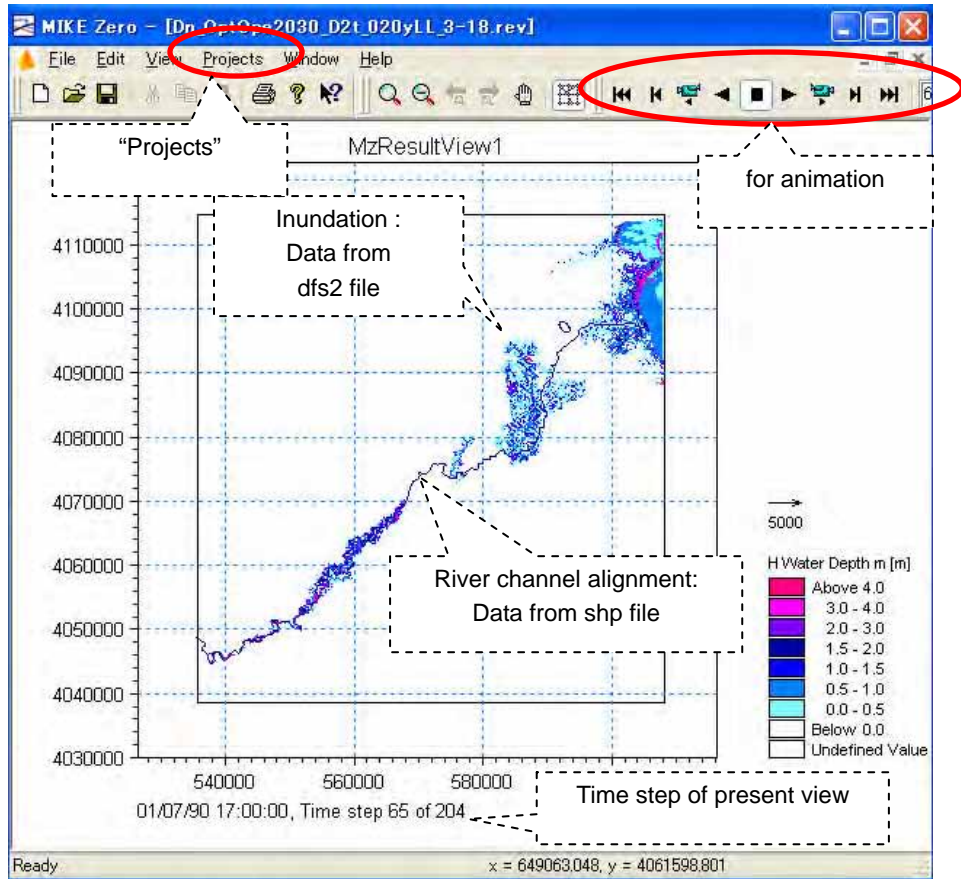 MIKE Zero - [Dn_OptOpe2030_D2t_020yLL_3-18.rev]
File Edit View Projects Window Help
"Projects"
for animation
MzResultView1
Inundation :
Data from
dfs2 file
4110000
4100000
4090000
4080000
4070000
4060000
4050000
4040000
4030000
River channel alignment:
Data from shp file
5000
H Water Depth m [m]
Above 4.0
3.0 - 4.0
2.0 - 3.0
1.5 - 2.0
1.0 - 1.5
0.5 - 1.0
0.0 - 0.5
Below 0.0
Undefined Value
540000 560000 580000
Time step of present view
01/07/90 17:00:00, Time step 65 of 204
Ready x = 649063.048, y = 4061598.801